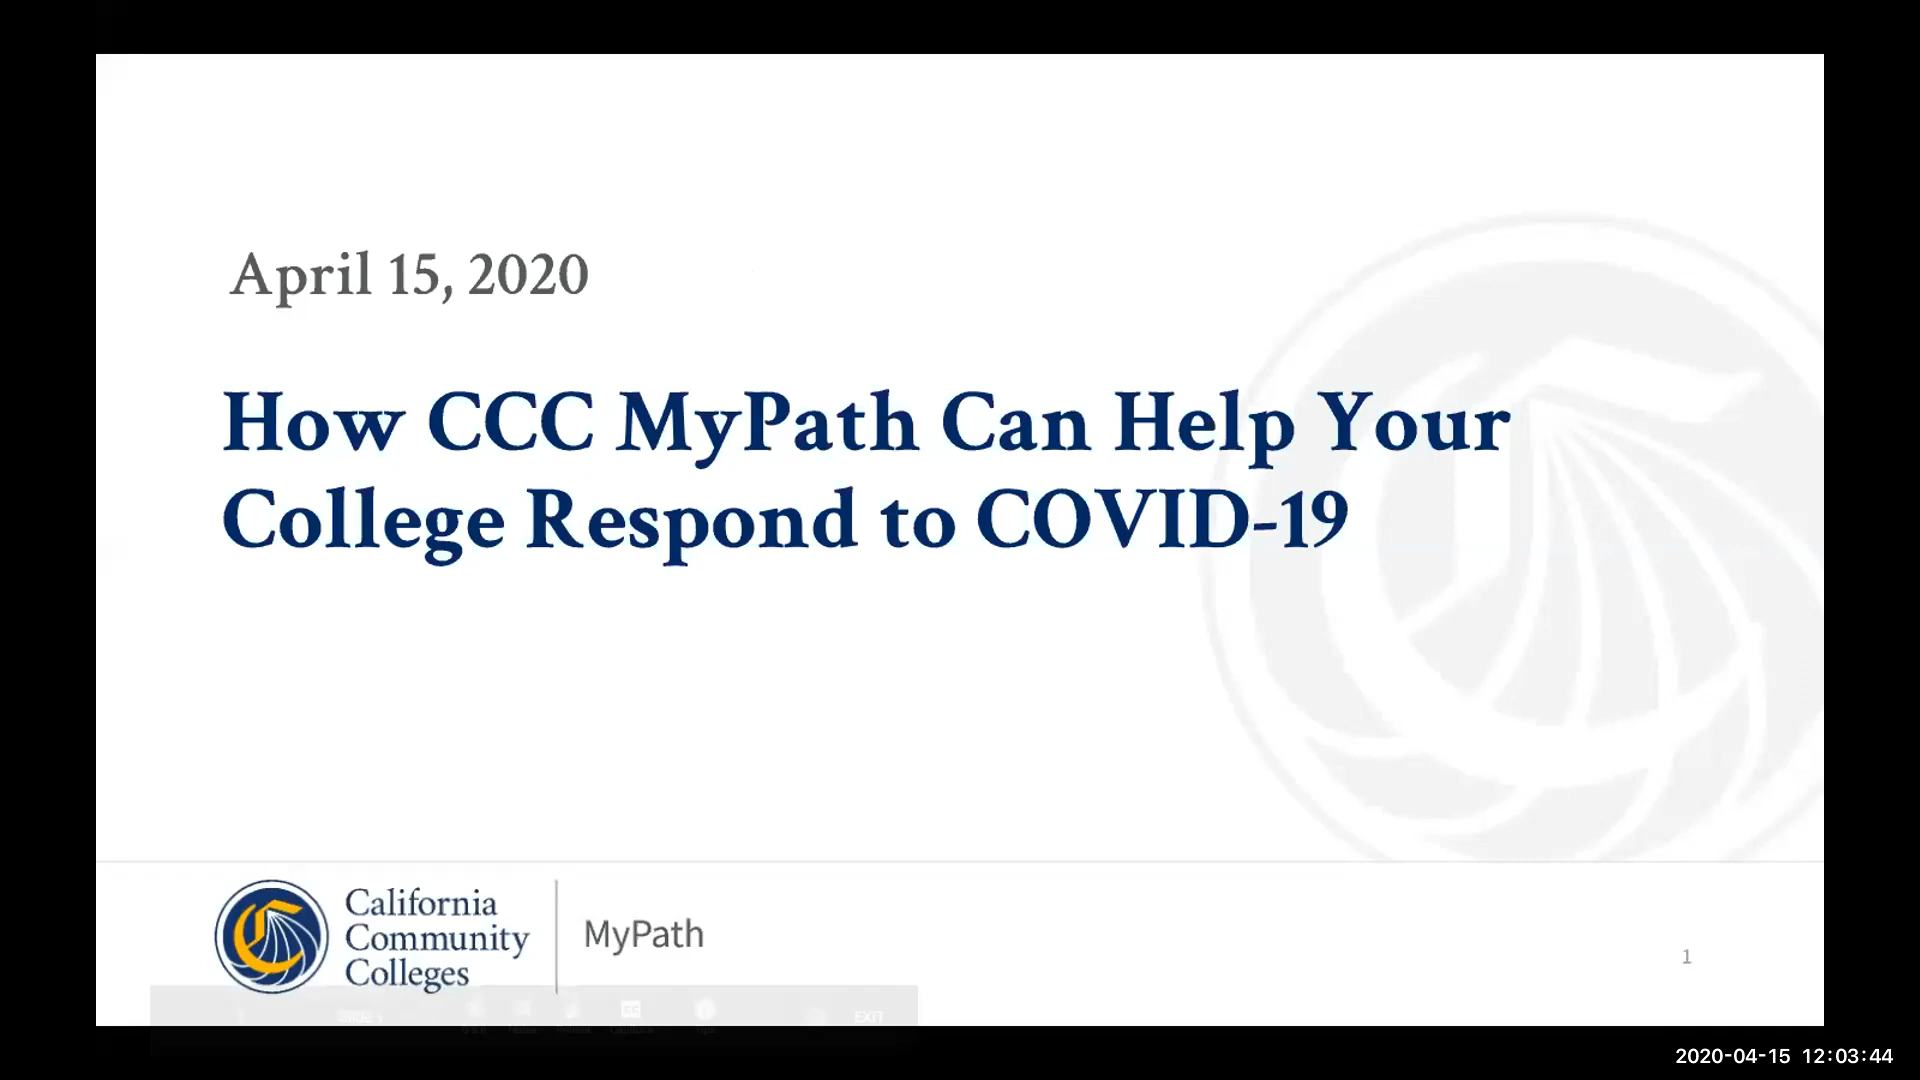 April 15, 2020
How CCC MyPath Can Help Your
College Respond to COVID-19
California
Community
Colleges
MyPath
1
EXIT
2020-04-15 12:03:44